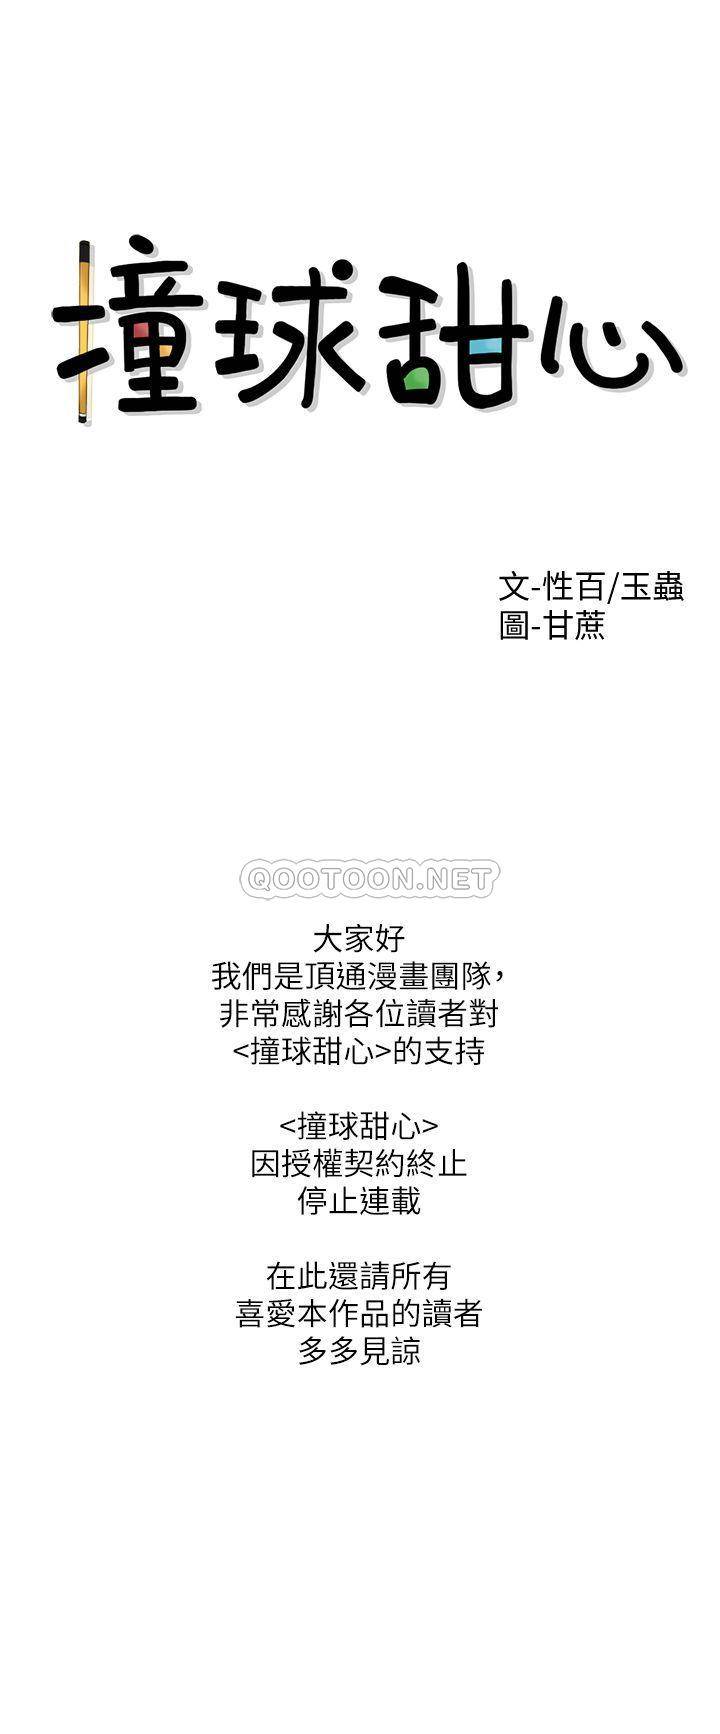 撞球甜心
文-性百/玉蟲
圖-甘蔗
QOOTOON.NET
大家好
我們是頂通漫畫團隊，
非常感謝各位讀者對
<撞球甜心>的支持
<撞球甜心>
因授權契約終止
停止連載
在此還請所有
喜愛本作品的讀者
多多見諒